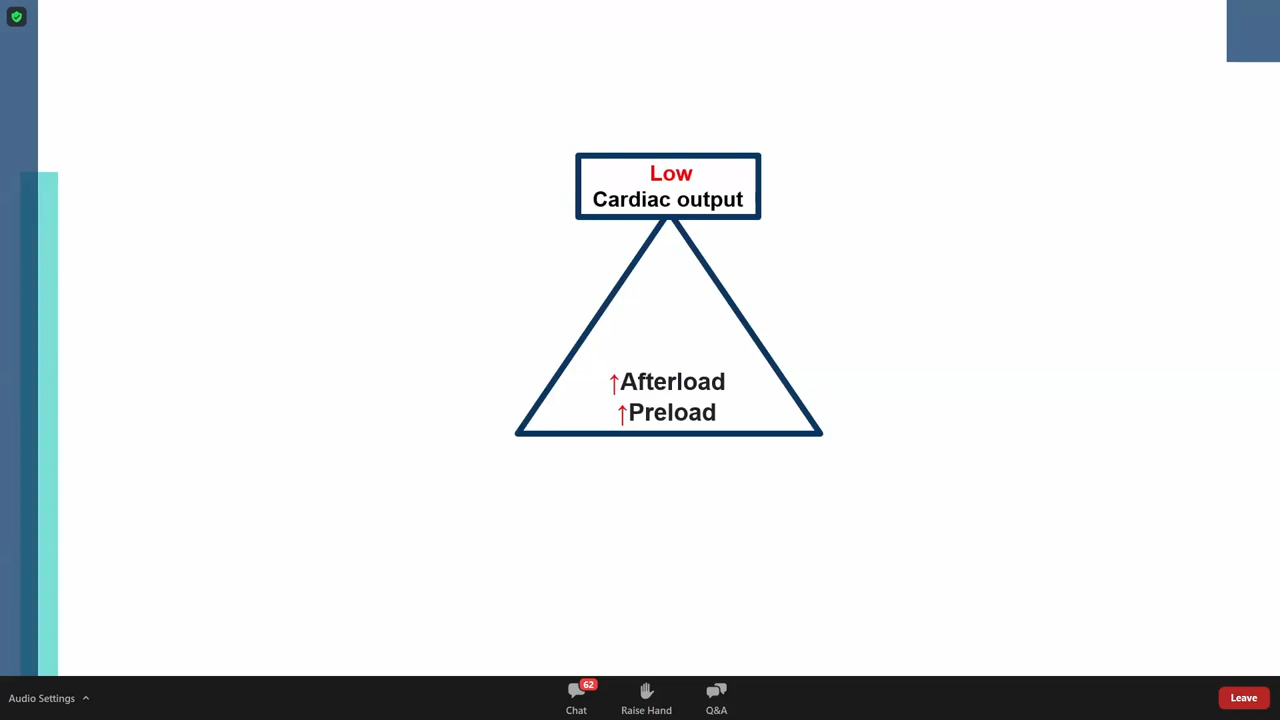 Low
Cardiac output
↑Afterload
↑Preload
Audio Settings
62
Chat
Raise Hand
Q&A
Leave